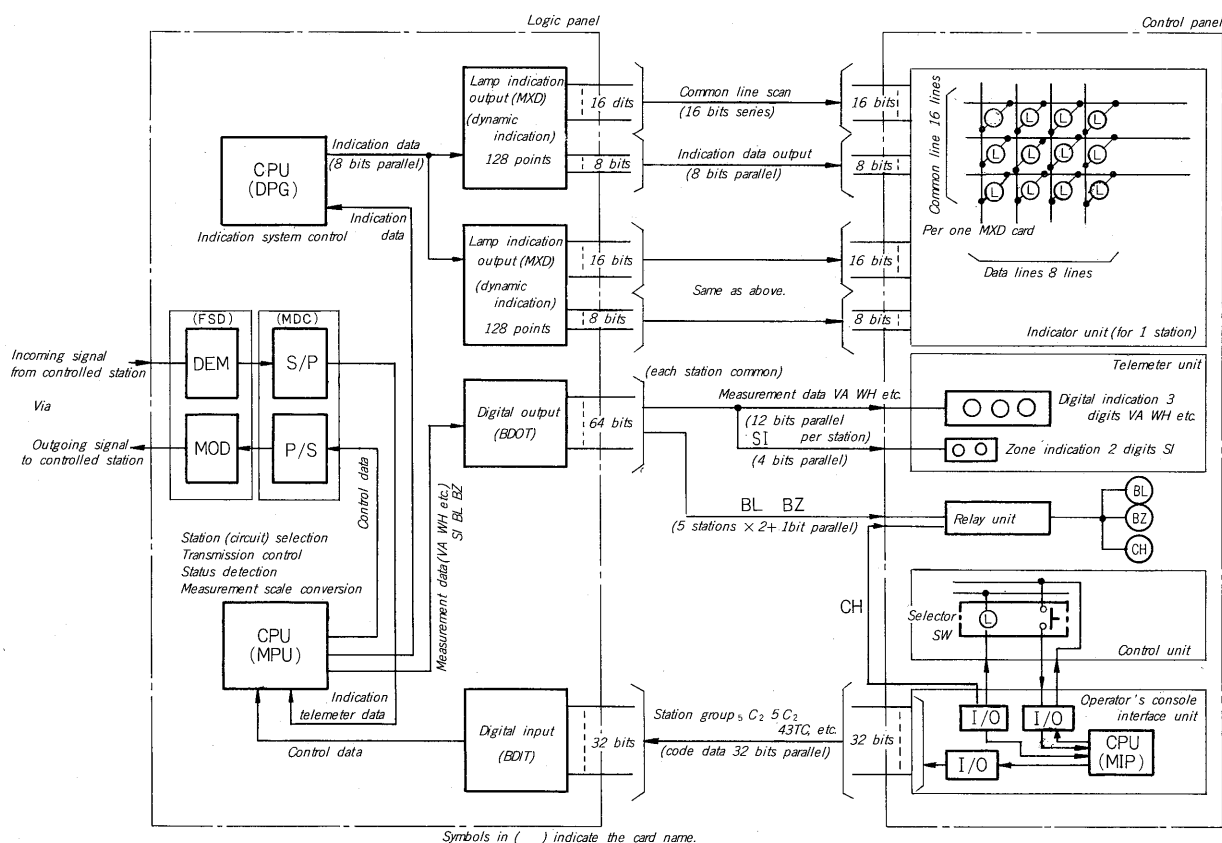 Logic panel
Control panel
Lamp indication
output (MXD)
(dynamic
indication)
128 points
16 dits
8 bits
Common line scan
(16 bits series)
Indication data output
(8 bits parallel)
16 bits
8 bits
Common line 16 lines
L
L
L
L
L
L
L
L
L
L
L
Per one MXD card
Data lines 8 lines
Indicator unit (for 1 station)
CPU
(DPG)
Indication data
(8 bits parallel)
Indication
data
Indication system control
Lamp indication
output (MXD)
(dynamic
indication)
128 points
16 bits
8 bits
Same as above.
16 bits
8 bits
(FSD)
(MDC)
DEM
S/P
MOD
P/S
Incoming signal
from controlled station
Via
Outgoing signal
to controlled station
Control data
Station (circuit) selection
Transmission control
Status detection
Measurement scale conversion
CPU
(MPU)
Measurement data (VA WH etc.)
SI BL BZ
Indication
telemeter data
Control data
Digital output
(BDOT)
64 bits
(each station common)
Measurement data VA WH etc.
(12 bits parallel
per station)
SI
(4 bits parallel)
Telemeter unit
Digital indication 3
digits VA WH etc.
Zone indication 2 digits SI
BL BZ
(5 stations × 2+ 1bit parallel)
Relay unit
BL
BZ
CH
CH
Selector
SW
L
Control unit
Digital input
(BDIT)
32 bits
Station group 5 C 2 5 C 2
43TC, etc.
(code data 32 bits parallel)
32 bits
Operator's console
interface unit
I/O
I/O
I/O
CPU
(MIP)
Symbols in ( ) indicate the card name.